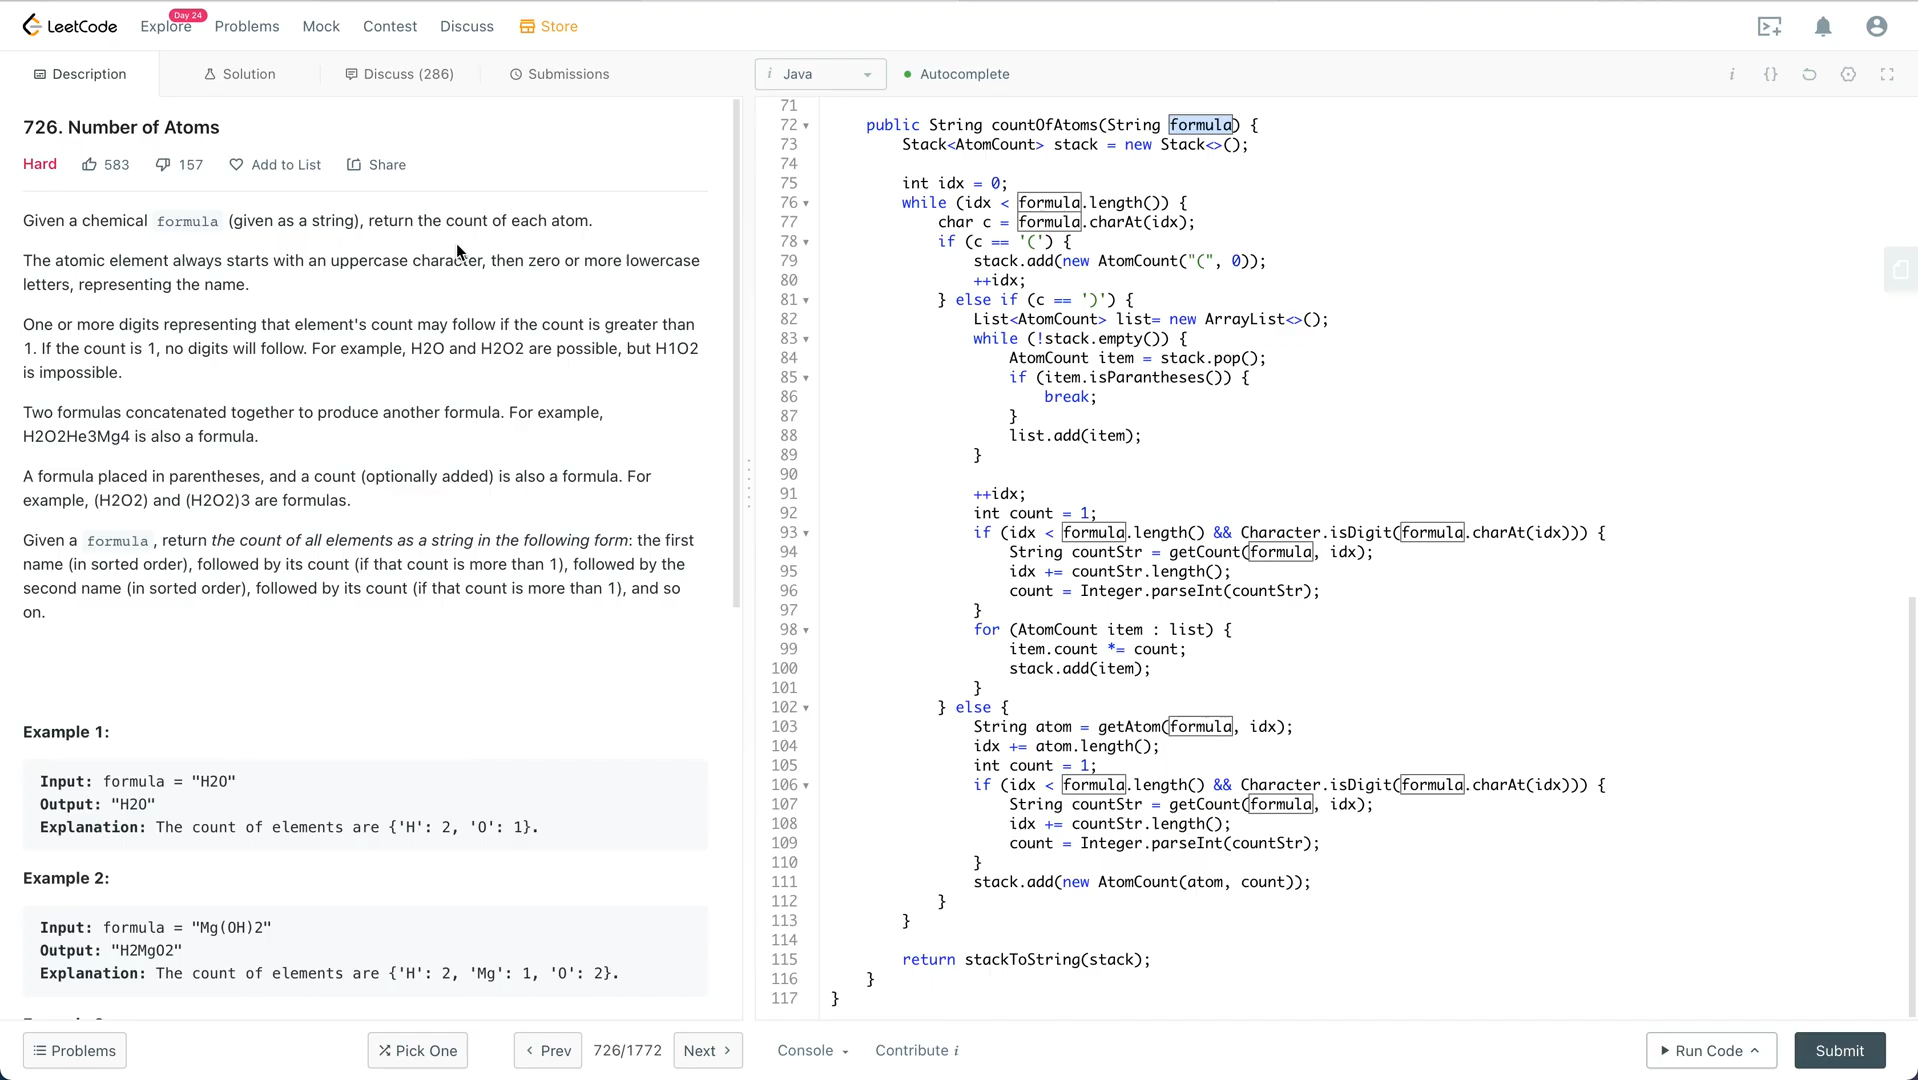 LeetCode
Explore
Day 24
Problems
Mock
Contest
Discuss
Store
Description
Solution
Discuss (286)
Submissions
i Java
Autocomplete
i {}
726. Number of Atoms
Hard
583
157
Add to List
Share
Given a chemical formula (given as a string), return the count of each atom.
The atomic element always starts with an uppercase character, then zero or more lowercase
letters, representing the name.
One or more digits representing that element's count may follow if the count is greater than
1. If the count is 1, no digits will follow. For example, H2O and H2O2 are possible, but H1O2
is impossible.
Two formulas concatenated together to produce another formula. For example,
H2O2He3Mg4 is also a formula.
A formula placed in parentheses, and a count (optionally added) is also a formula. For
example, (H2O2) and (H2O2)3 are formulas.
Given a formula, return the count of all elements as a string in the following form: the first
name (in sorted order), followed by its count (if that count is more than 1), followed by the
second name (in sorted order), followed by its count (if that count is more than 1), and so
on.
Example 1:
Input: formula = "H2O"
Output: "H2O"
Explanation: The count of elements are {'H': 2, 'O': 1}.
Example 2:
Input: formula = "Mg(OH)2"
Output: "H2MgO2"
Explanation: The count of elements are {'H': 2, 'Mg': 1, 'O': 2}.
71
72 public String countOfAtoms(String formula) {
73 Stack<AtomCount> stack = new Stack<>();
74
75 int idx = 0;
76 while (idx < formula.length()) {
77 char c = formula.charAt(idx);
78 if (c == '(') {
79 stack.add(new AtomCount("(", 0));
80 ++idx;
81 } else if (c == ')') {
82 List<AtomCount> list= new ArrayList<>();
83 while (!stack.empty()) {
84 AtomCount item = stack.pop();
85 if (item.isParantheses()) {
86 break;
87 }
88 list.add(item);
89 }
90
91 ++idx;
92 int count = 1;
93 if (idx < formula.length() && Character.isDigit(formula.charAt(idx))) {
94 String countStr = getCount(formula, idx);
95 idx += countStr.length();
96 count = Integer.parseInt(countStr);
97 }
98 for (AtomCount item : list) {
99 item.count *= count;
100 stack.add(item);
101 }
102 } else {
103 String atom = getAtom(formula, idx);
104 idx += atom.length();
105 int count = 1;
106 if (idx < formula.length() && Character.isDigit(formula.charAt(idx))) {
107 String countStr = getCount(formula, idx);
108 idx += countStr.length();
109 count = Integer.parseInt(countStr);
110 }
111 stack.add(new AtomCount(atom, count));
112 }
113 }
114
115 return stackToString(stack);
116 }
117 }
Problems
Pick One
Prev
726/1772
Next
Console
Contribute i
Run Code
Submit